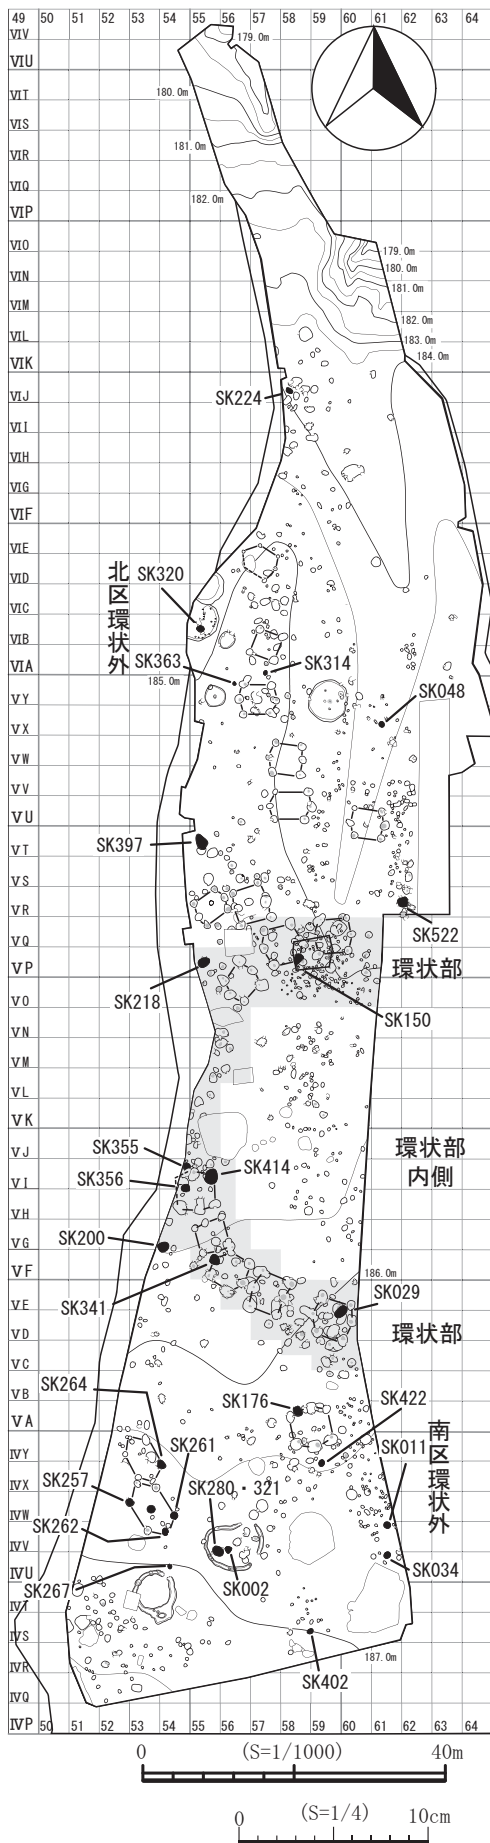 49 50 51 52 53 54 55 56 57 58 59 60 61 62 63 64
ⅥV
ⅥU
ⅥT
ⅥS
ⅥR
ⅥQ
ⅥP
ⅥO
ⅥN
ⅥM
ⅥL
ⅥK
ⅥJ
ⅥI
ⅥH
ⅥG
ⅥF
ⅥE
ⅥD
ⅥC
ⅥB
ⅥA
ⅤY
ⅤX
ⅤW
ⅤV
ⅤU
ⅤT
ⅤS
ⅤR
ⅤQ
ⅤP
ⅤO
ⅤN
ⅤM
ⅤL
ⅤK
ⅤJ
ⅤI
ⅤH
ⅤG
ⅤF
ⅤE
ⅤD
ⅤC
ⅤB
ⅤA
ⅣY
ⅣX
ⅣW
ⅣV
ⅣU
ⅣT
ⅣS
ⅣR
ⅣQ
ⅣP 50 51 52 53 54 55 56 57 58 59 60 61 62 63 64
179.0m
180.0m
181.0m
182.0m
179.0m
180.0m
181.0m
182.0m
183.0m
184.0m
SK224
北区環状外
SK320
SK363
SK314
185.0m
SK048
SK397
SK522
SK218
環状部
SK150
SK355
SK414
環状部
内側
SK356
SK200
SK341
186.0m
SK029
環状部
SK264
SK176
SK422
SK261
SK011
南区環状外
SK257
SK280・321
SK262
SK002
SK034
SK267
187.0m
SK402
0 (S=1/1000) 40m
0 (S=1/4) 10cm